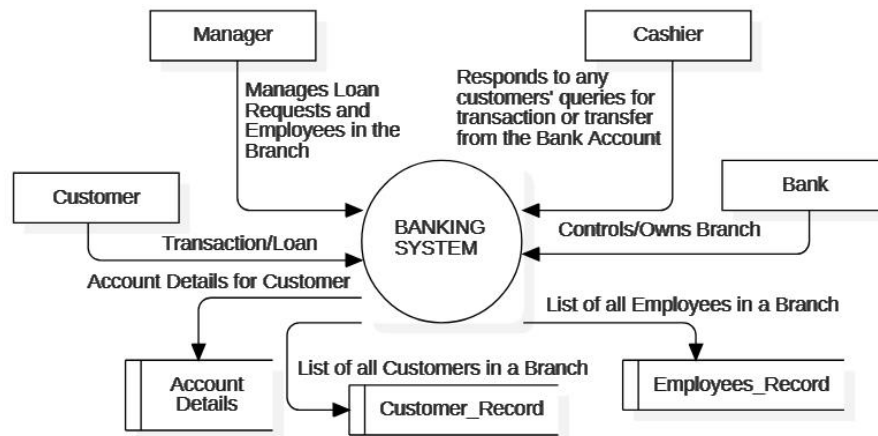 Manager
Cashier
Manages Loan
Requests and
Employees in the
Branch
Responds to any
customers' queries for
transaction or transfer
from the Bank Account
Customer
Bank
BANKING
SYSTEM
Transaction/Loan
Controls/Owns Branch
Account Details for Customer
List of all Employees in a Branch
List of all Customers in a Branch
Account
Details
Customer_Record
Employees_Record